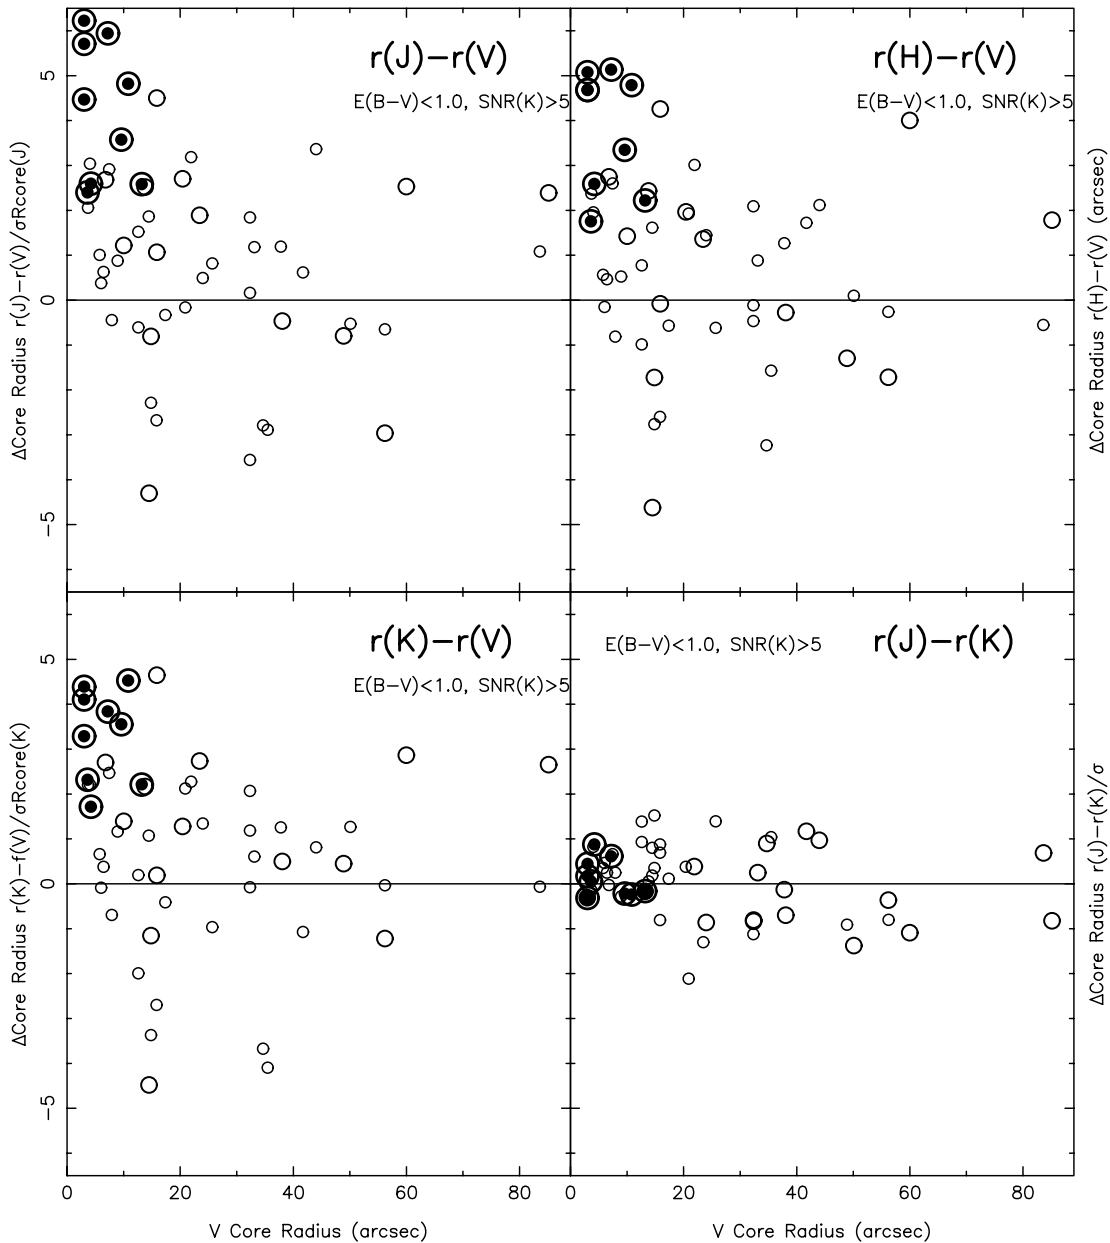 r(J)−r(V)
E(B−V)<1.0, SNR(K)>5
5
0
−5
ΔCore Radius r(J)−r(V)/σRcore(J)
r(H)−r(V)
E(B−V)<1.0, SNR(K)>5
ΔCore Radius r(H)−r(V) (arcsec)
r(K)−r(V)
E(B−V)<1.0, SNR(K)>5
5
0
−5
ΔCore Radius r(K)−f(V)/σRcore(K)
E(B−V)<1.0, SNR(K)>5
r(J)−r(K)
ΔCore Radius r(J)−r(K)/σ
0 20 40 60 80
0 20 40 60 80
V Core Radius (arcsec)
V Core Radius (arcsec)